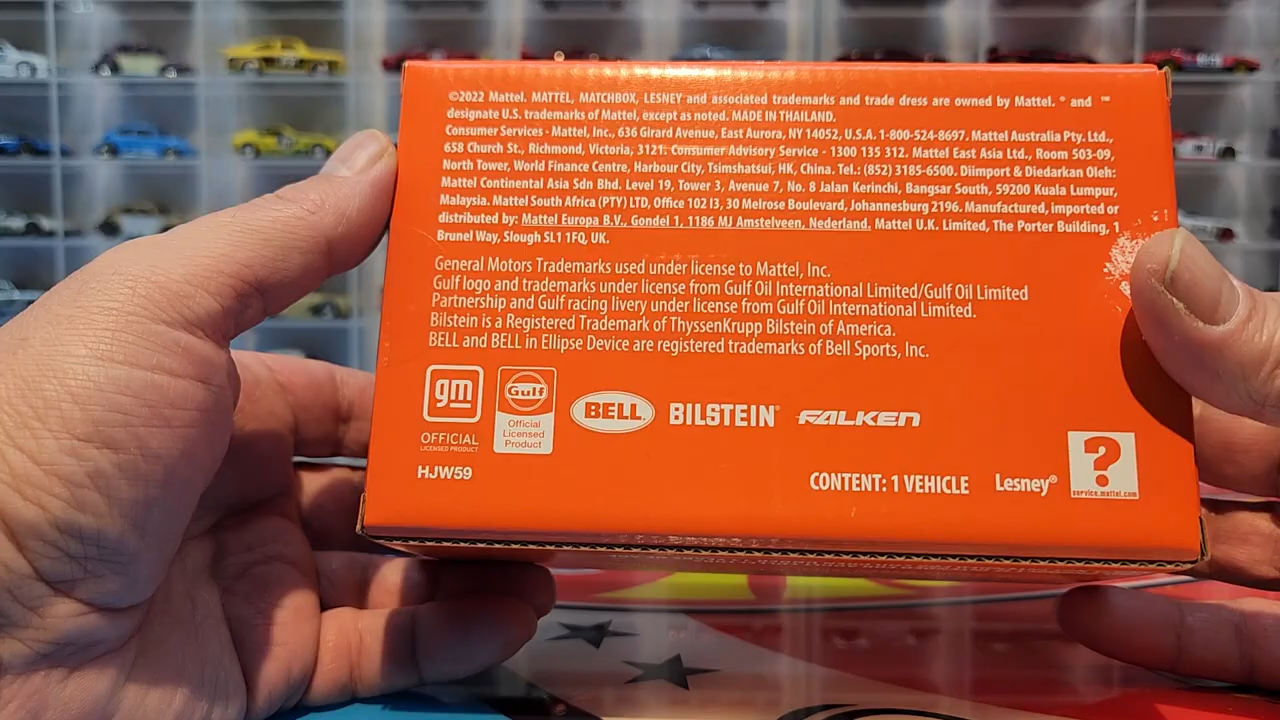 ©2022 Mattel. MATTEL, MATCHBOX, LESNEY and associated trademarks and trade dress are owned by Mattel. ® and ™
designate U.S. trademarks of Mattel, except as noted. MADE IN THAILAND.
Consumer Services - Mattel, Inc., 636 Girard Avenue, East Aurora, NY 14052, U.S.A. 1-800-524-8697. Mattel Australia Pty. Ltd.,
658 Church St., Richmond, Victoria, 3121. Consumer Advisory Service - 1300 135 312. Mattel East Asia Ltd., Room 503-09,
North Tower, World Finance Centre, Harbour City, Tsimshatsui, HK, China. Tel.: (852) 3185-6500. Diimport & Diedarkan Oleh:
Mattel Continental Asia Sdn Bhd. Level 19, Tower 3, Avenue 7, No. 8 Jalan Kerinchi, Bangsar South, 59200 Kuala Lumpur,
Malaysia. Mattel South Africa (PTY) LTD, Office 102 I3, 30 Melrose Boulevard, Johannesburg 2196. Manufactured, imported or
distributed by: Mattel Europa B.V., Gondel 1, 1186 MJ Amstelveen, Nederland. Mattel U.K. Limited, The Porter Building, 1
Brunel Way, Slough SL1 1FQ, UK.
General Motors Trademarks used under license to Mattel, Inc.
Gulf logo and trademarks under license from Gulf Oil International Limited/Gulf Oil Limited
Partnership and Gulf racing livery under license from Gulf Oil International Limited.
Bilstein is a Registered Trademark of ThyssenKrupp Bilstein of America.
BELL and BELL in Ellipse Device are registered trademarks of Bell Sports, Inc.
gm
OFFICIAL
LICENSED PRODUCT
Gulf
Official
Licensed
Product
BELL
BILSTEIN®
FALKEN
HJW59
CONTENT: 1 VEHICLE
Lesney®
?
service.mattel.com